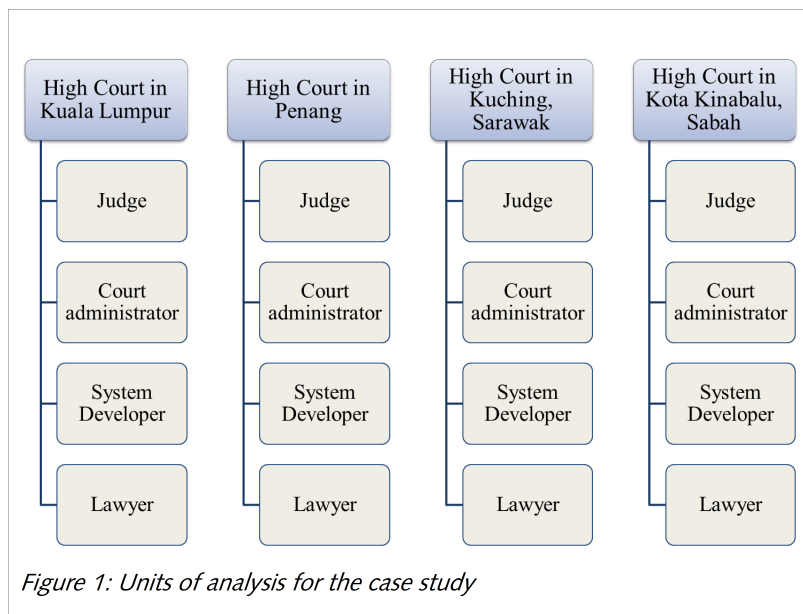 High Court in
Kuala Lumpur
Judge
Court
administrator
System
Developer
Lawyer
High Court in
Penang
Judge
Court
administrator
System
Developer
Lawyer
High Court in
Kuching,
Sarawak
Judge
Court
administrator
System
Developer
Lawyer
High Court in
Kota Kinabalu,
Sabah
Judge
Court
administrator
System
Developer
Lawyer
Figure 1: Units of analysis for the case study